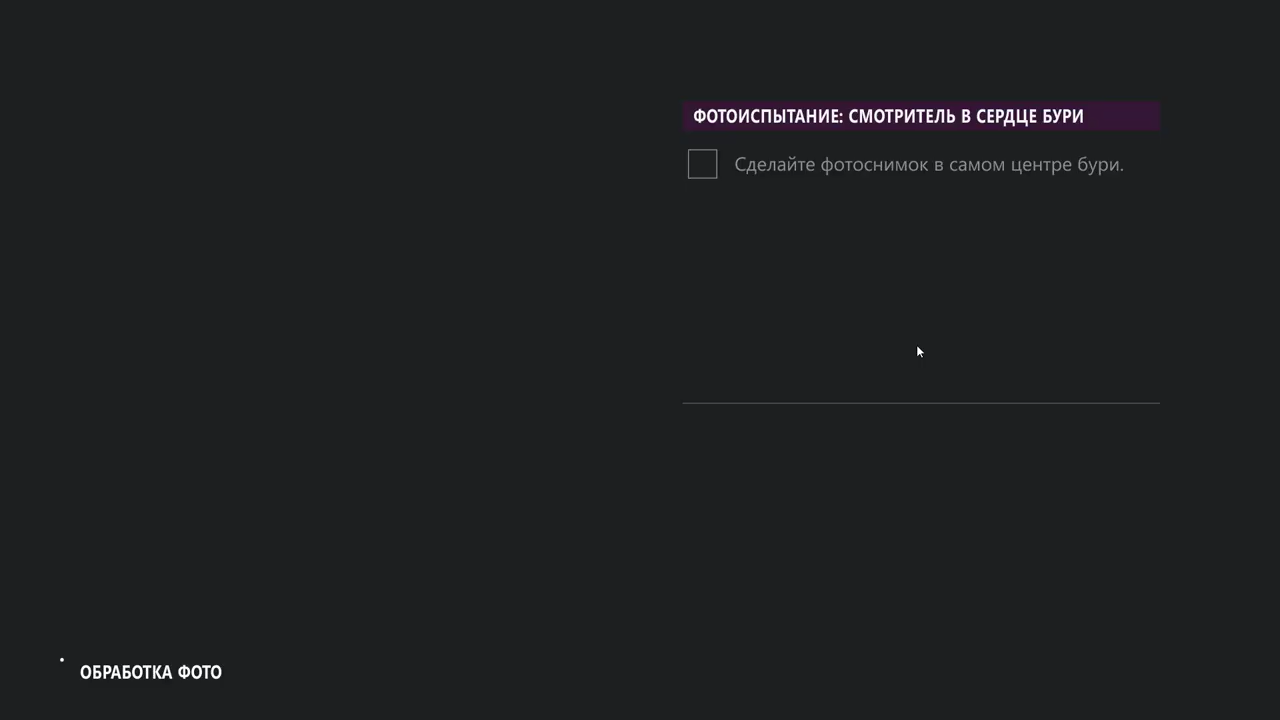 ФОТОИСПЫТАНИЕ: СМОТРИТЕЛЬ В СЕРДЦЕ БУРИ
Сделайте фотоснимок в самом центре бури.
ОБРАБОТКА ФОТО